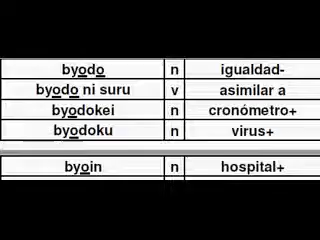 byodo n igualdad-
byodo ni suru v asimilar a
byodokei n cronómetro+
byodoku n virus+
byoin n hospital+